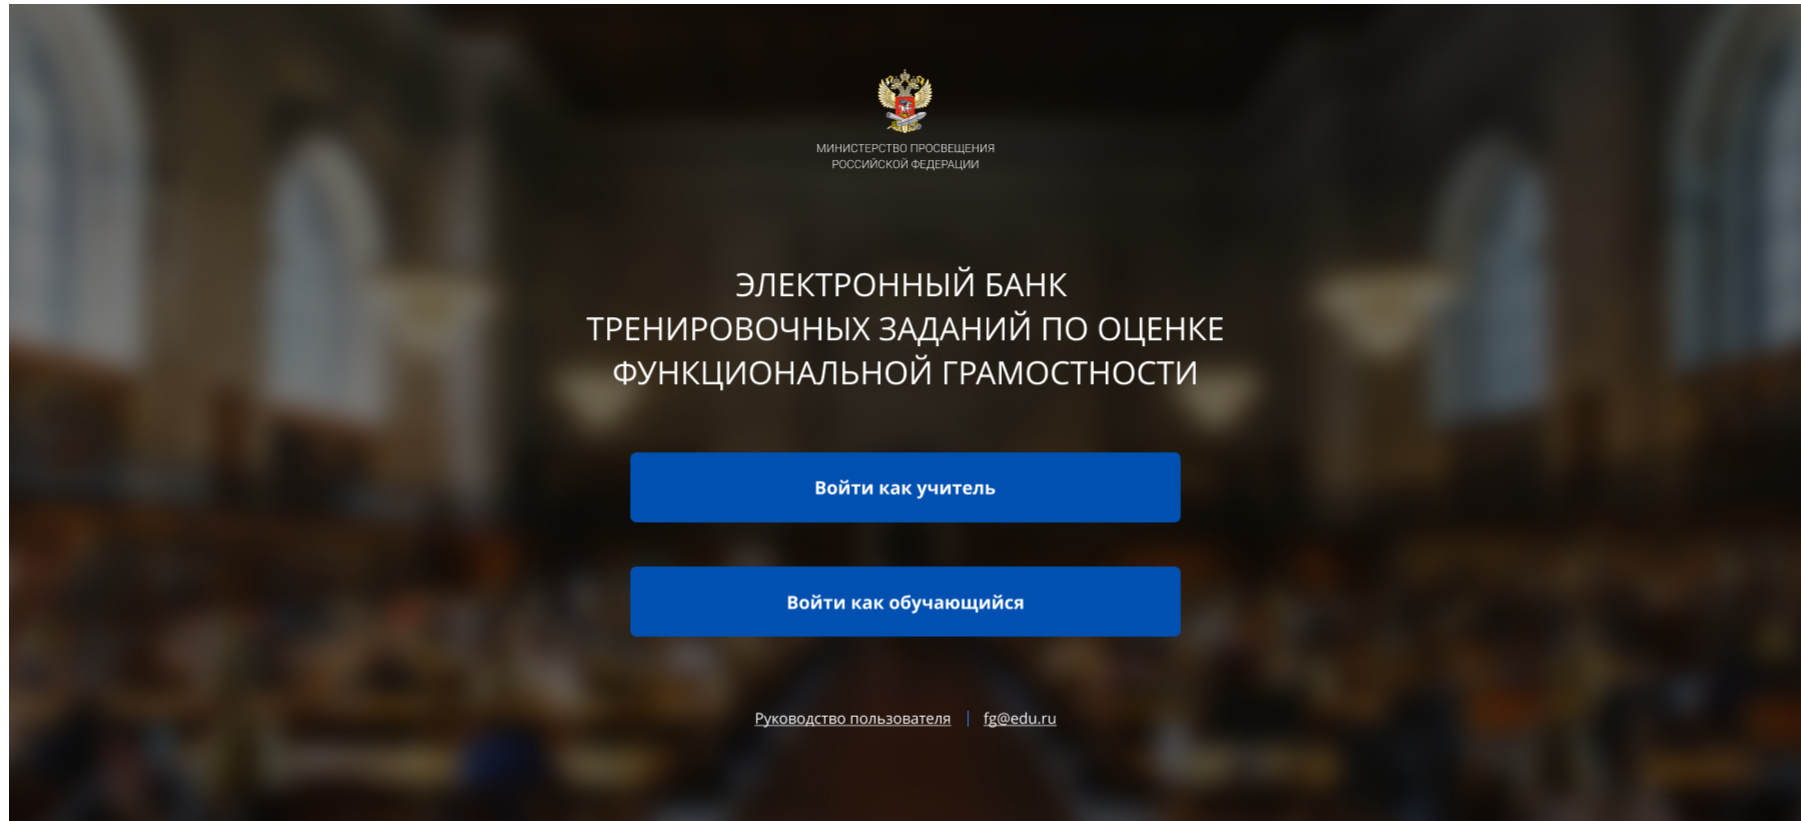 МИНИСТЕРСТВО ПРОСВЕЩЕНИЯ
РОССИЙСКОЙ ФЕДЕРАЦИИ
ЭЛЕКТРОННЫЙ БАНК
ТРЕНИРОВОЧНЫХ ЗАДАНИЙ ПО ОЦЕНКЕ
ФУНКЦИОНАЛЬНОЙ ГРАМОСТНОСТИ
Войти как учитель
Войти как обучающийся
Руководство пользователя | fg@edu.ru